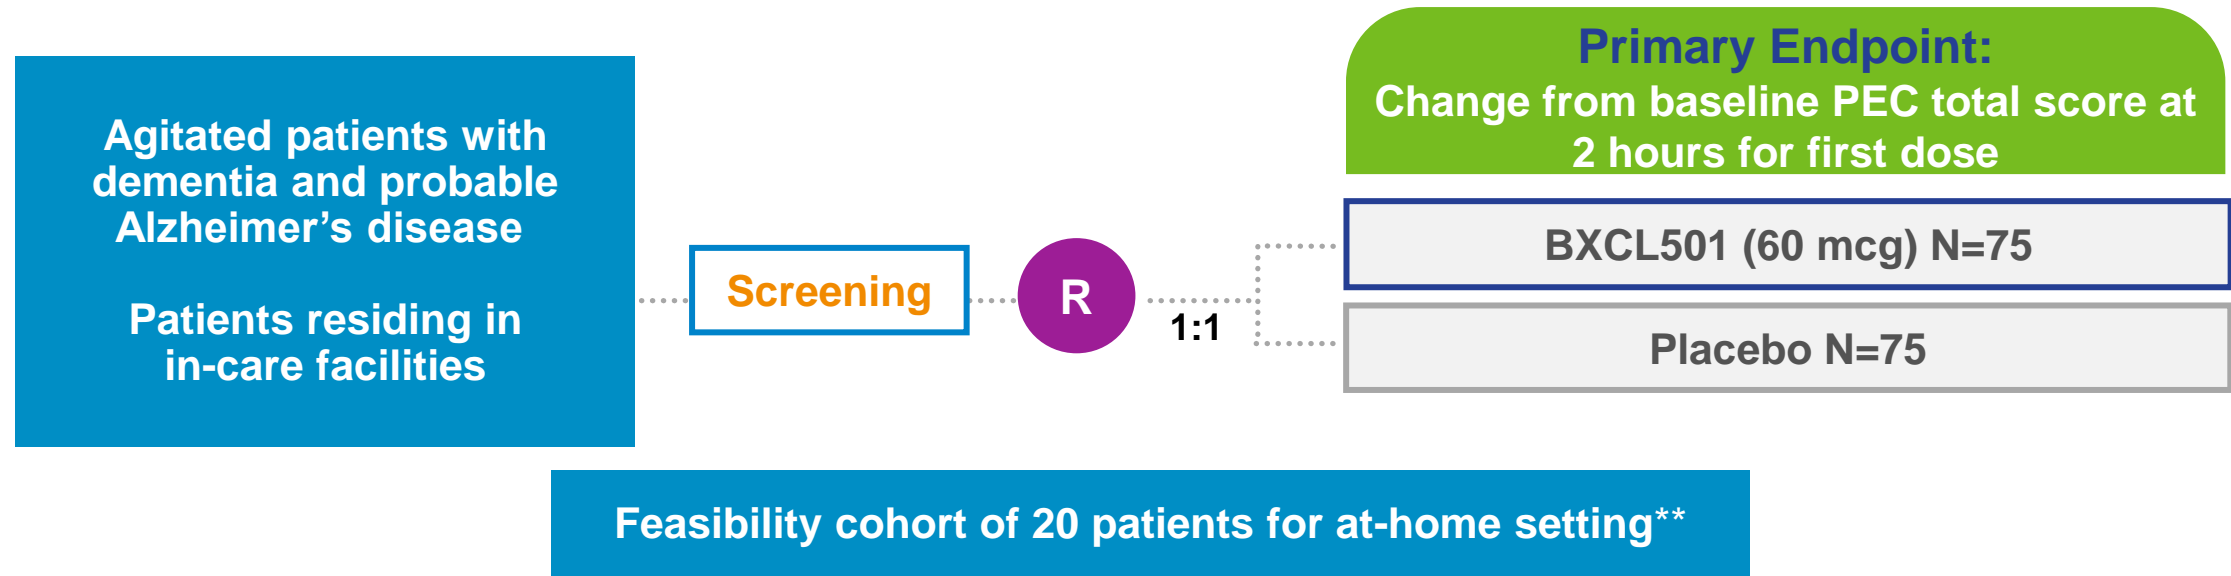 Agitated patients with
dementia and probable
Alzheimer’s disease
Patients residing in
in-care facilities
Screening
R
1:1
Primary Endpoint:
Change from baseline PEC total score at
2 hours for first dose
BXCL501 (60 mcg) N=75
Placebo N=75
Feasibility cohort of 20 patients for at-home setting**